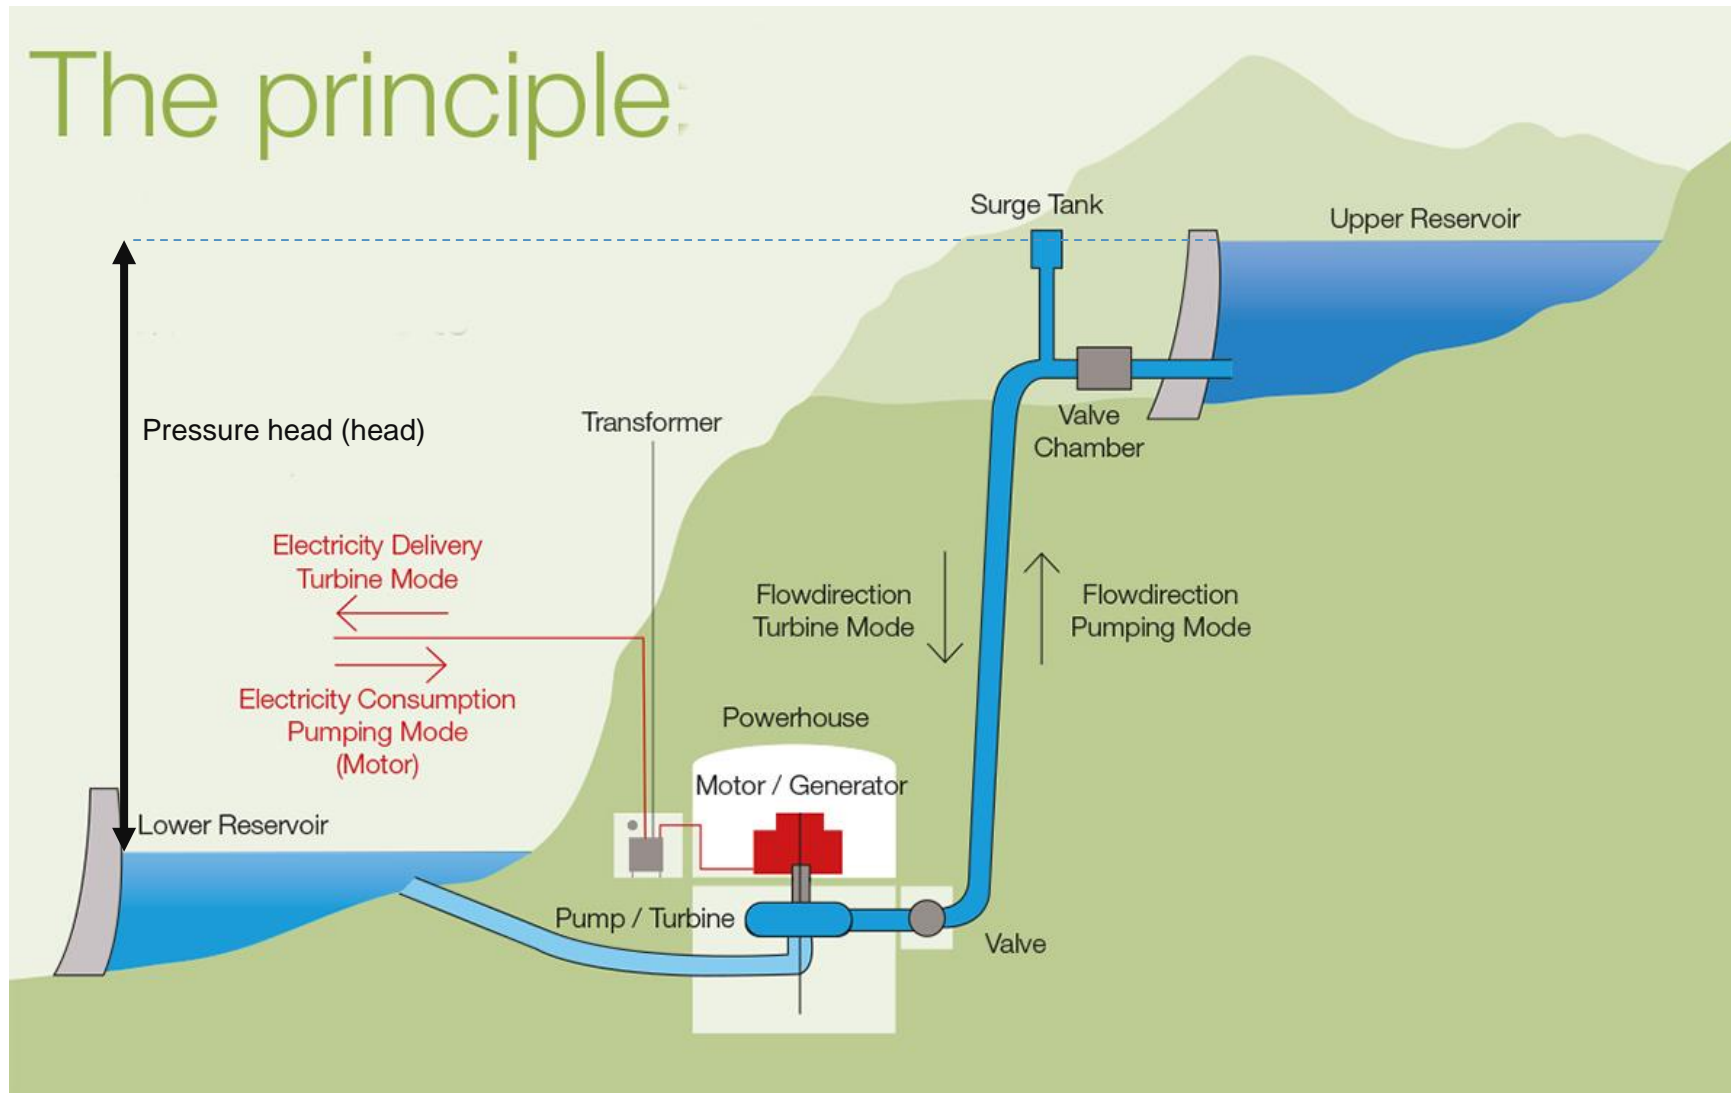 The principle
Surge Tank
Upper Reservoir
Pressure head (head)
Transformer
Valve
Chamber
Electricity Delivery
Turbine Mode
Flowdirection
Turbine Mode
Flowdirection
Pumping Mode
Electricity Consumption
Pumping Mode
(Motor)
Powerhouse
Motor / Generator
Lower Reservoir
Pump / Turbine
Valve